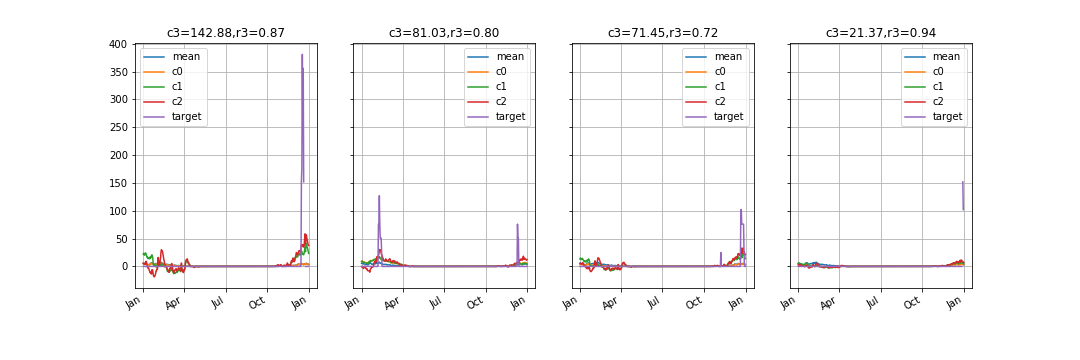 c3=142.88,r3=0.87
c3=81.03,r3=0.80
c3=71.45,r3=0.72
c3=21.37,r3=0.94
400
350
300
250
200
150
100
50
0
mean
c0
c1
c2
target
mean
c0
c1
c2
target
mean
c0
c1
c2
target
mean
c0
c1
c2
target
Jan
Apr
Jul
Oct
Jan
Jan
Apr
Jul
Oct
Jan
Jan
Apr
Jul
Oct
Jan
Jan
Apr
Jul
Oct
Jan